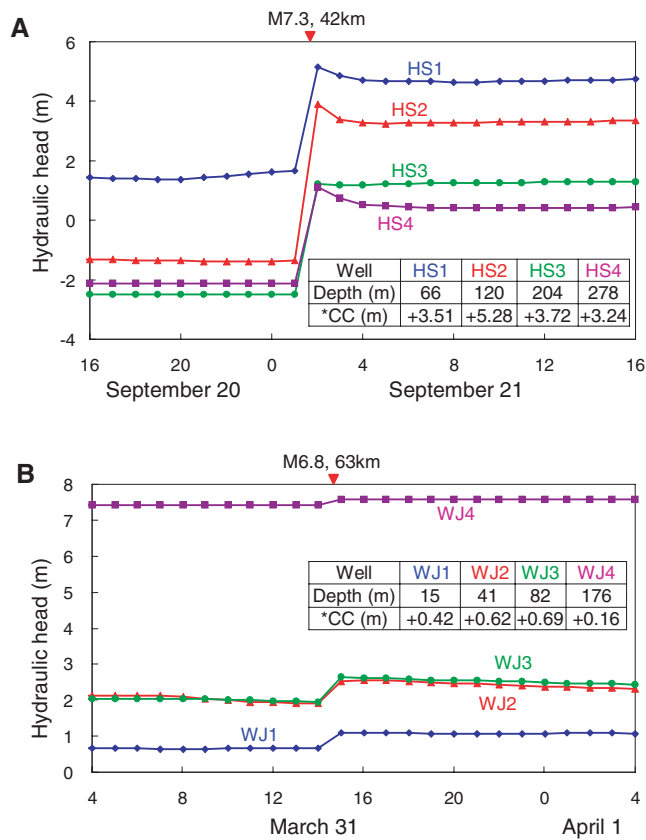 A
M7.3, 42km
Hydraulic head (m)
6
4
2
0
-2
-4
HS1
HS2
HS3
HS4
Well HS1 HS2 HS3 HS4
Depth (m) 66 120 204 278
*CC (m) +3.51 +5.28 +3.72 +3.24
16 20 0 4 8 12 16
September 20 September 21
B
M6.8, 63km
Hydraulic head (m)
8
7
6
5
4
3
2
1
0
WJ4
Well WJ1 WJ2 WJ3 WJ4
Depth (m) 15 41 82 176
*CC (m) +0.42 +0.62 +0.69 +0.16
WJ3
WJ2
WJ1
4 8 12 16 20 0 4
March 31 April 1